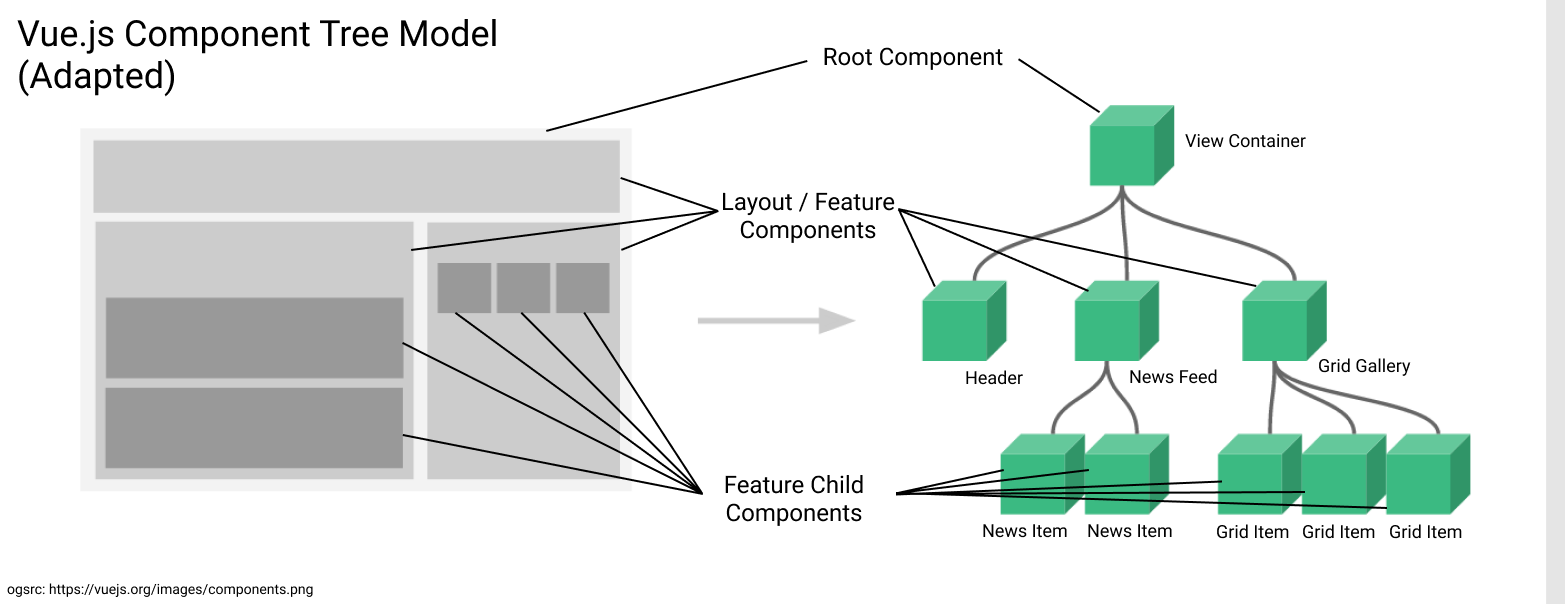 Vue.js Component Tree Model
(Adapted)
Root Component
View Container
Layout / Feature
Components
Header
News Feed
Grid Gallery
Feature Child
Components
News Item
News Item
Grid Item
Grid Item
Grid Item
ogsrc: https://vuejs.org/images/components.png